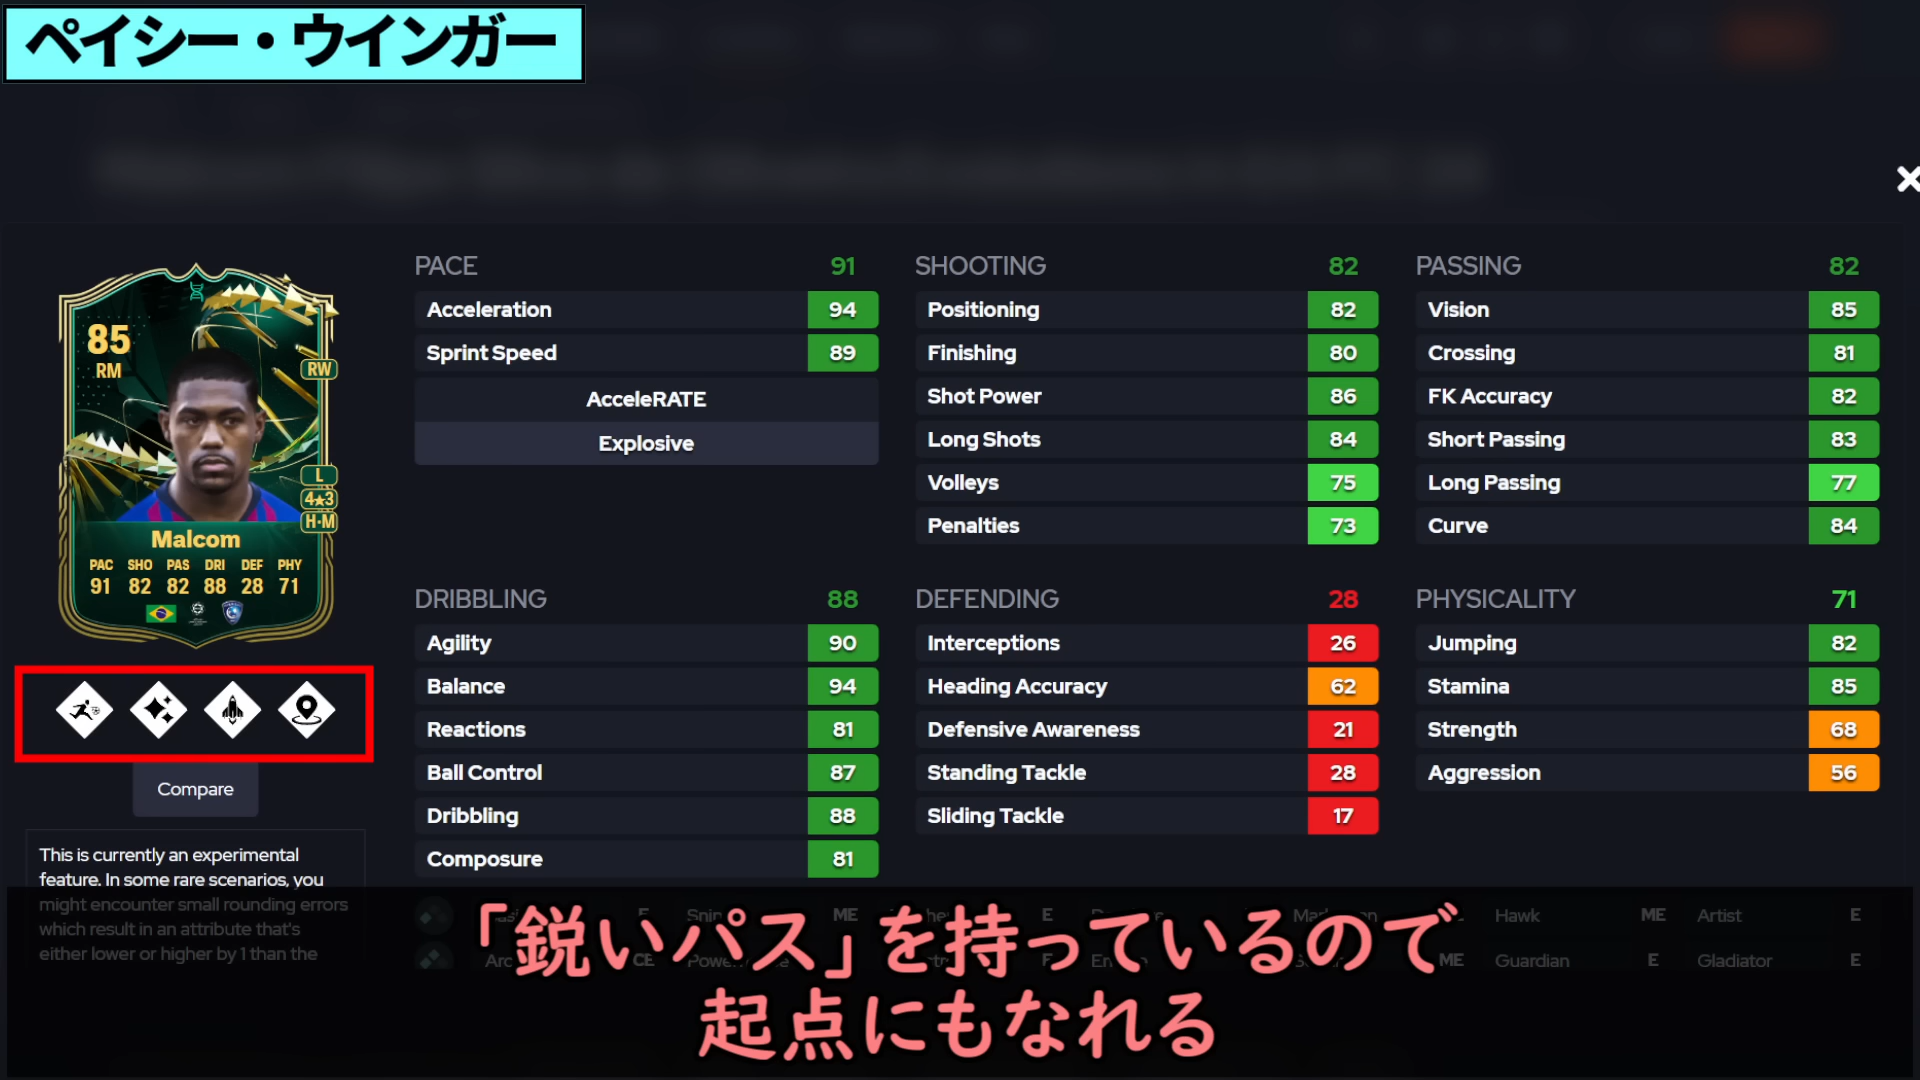 ペイシー・ウインガー
85
RM
RW
L
4★3
H·M
Malcom
PAC SHO PAS DRI DEF PHY
91 82 82 88 28 71
Compare
This is currently an experimental
feature. In some rare scenarios, you
might encounter small rounding errors
which result in an attribute that's
either lower or higher by 1 than the
PACE 91
Acceleration 94
Sprint Speed 89
AcceleRATE
Explosive
SHOOTING 82
Positioning 82
Finishing 80
Shot Power 86
Long Shots 84
Volleys 75
Penalties 73
PASSING 82
Vision 85
Crossing 81
FK Accuracy 82
Short Passing 83
Long Passing 77
Curve 84
DRIBBLING 88
Agility 90
Balance 94
Reactions 81
Ball Control 87
Dribbling 88
Composure 81
DEFENDING 28
Interceptions 26
Heading Accuracy 62
Defensive Awareness 21
Standing Tackle 28
Sliding Tackle 17
PHYSICALITY 71
Jumping 82
Stamina 85
Strength 68
Aggression 56
ME E Hawk ME Artist E
CE ME Guardian E Gladiator E
「鋭いパス」を持っているので
起点にもなれる